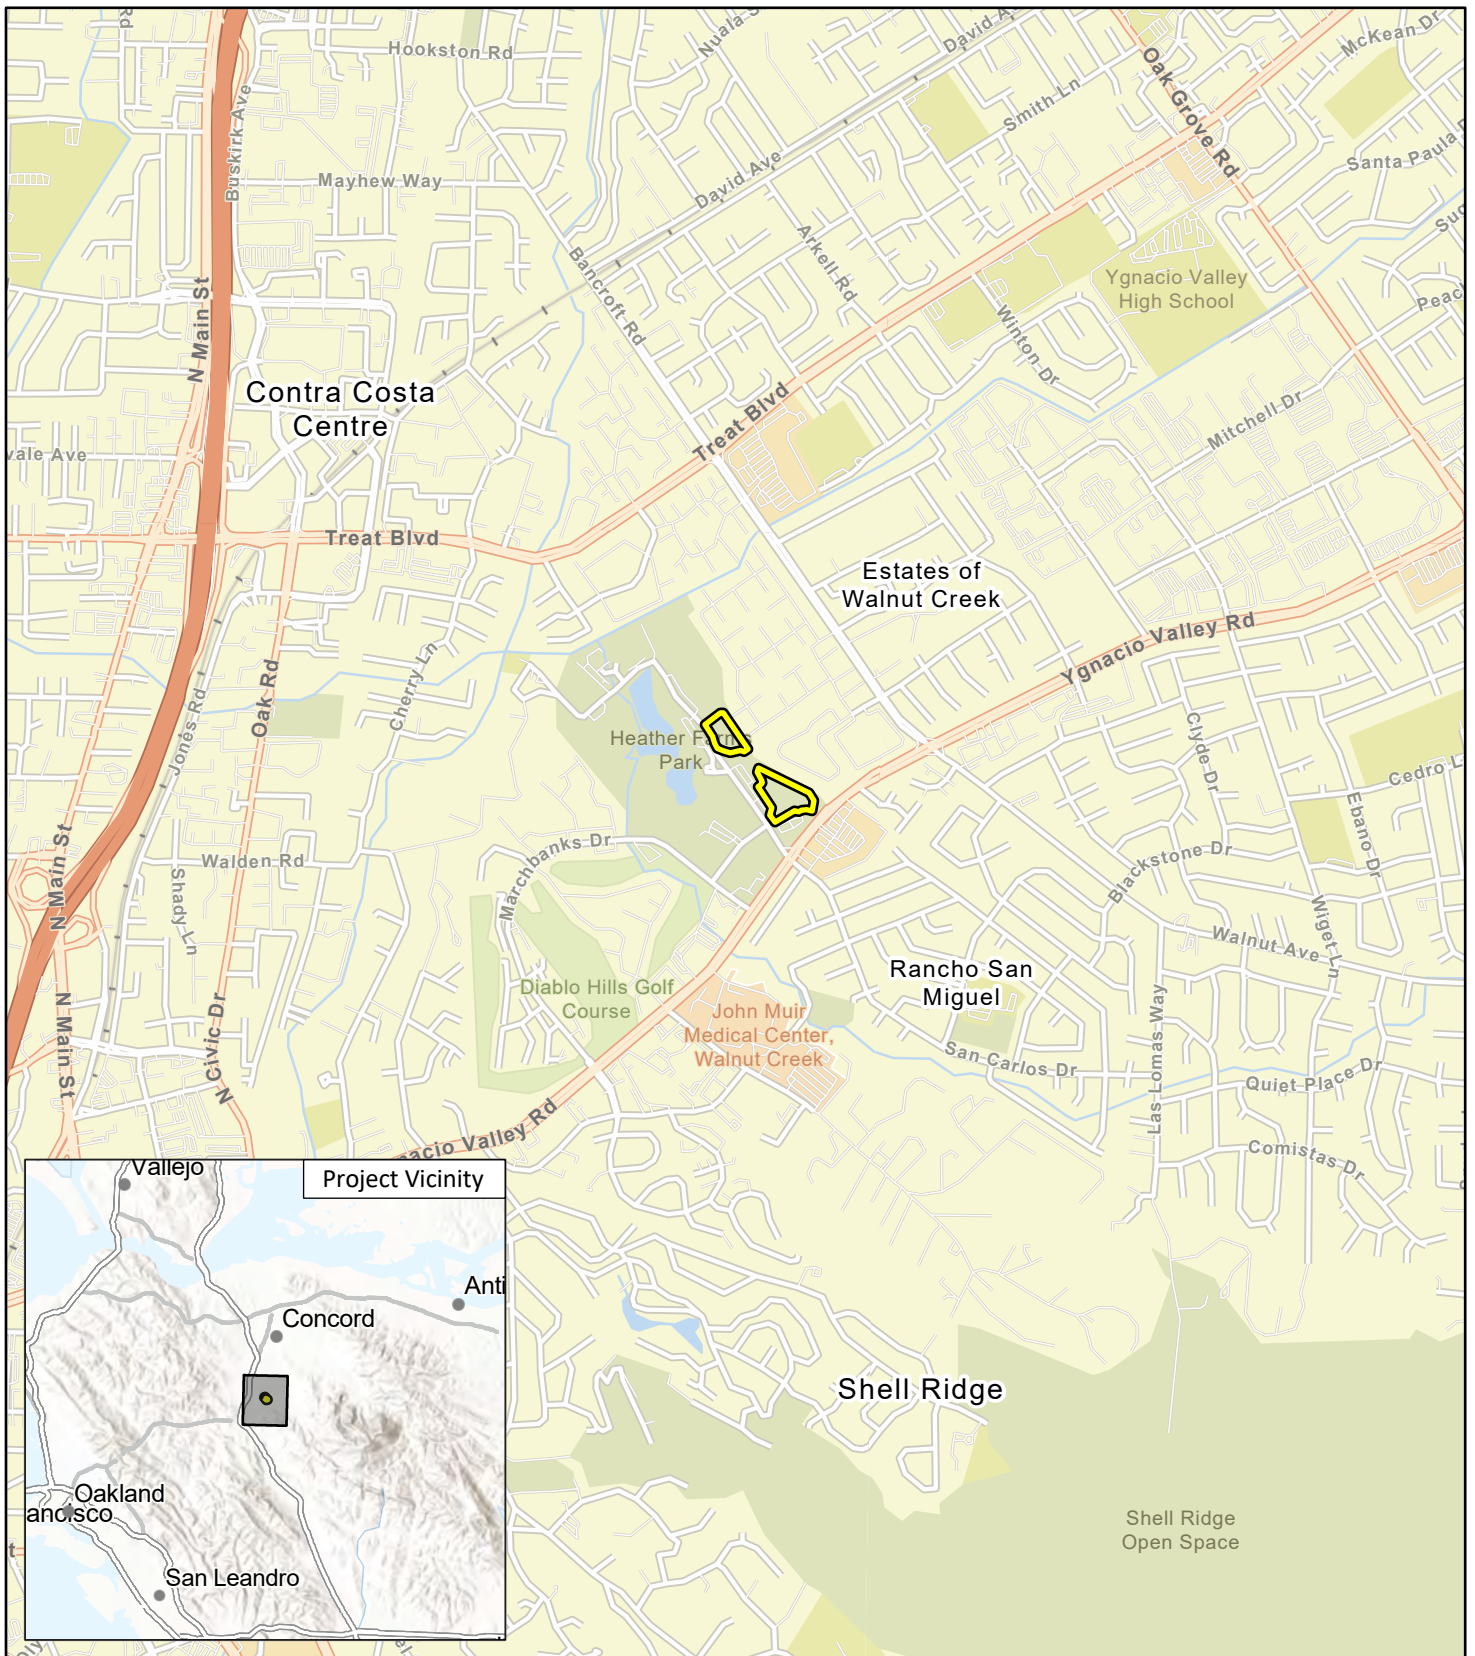 Hookston Rd
Nuala
David
McKean Dr
Oak Grove Rd
Smith Ln
Buskirk Ave
Mayhew Way
David Ave
Santa Paula
Arkell Rd
Bancroft Rd
Ygnacio Valley
High School
N Main St
Winton Dr
Contra Costa
Centre
Treat Blvd
Mitchell Dr
vale Ave
Treat Blvd
Estates of
Walnut Creek
Ygnacio Valley Rd
Cherry Ln
Oak Rd
Jones Rd
Heather Farms
Park
Clyde Dr
Cedro L
Ebano Dr
N Main St
Walden Rd
Marchbanks Dr
Blackstone Dr
Shady Ln
Wiget Ln
Walnut Ave
Rancho San
Miguel
Diablo Hills Golf
Course
John Muir
Medical Center,
Walnut Creek
N Main St
N Civic Dr
San Carlos Dr
Las Lomas Way
Quiet Place Dr
nacio Valley Rd
Comistas Dr
Project Vicinity
Vallejo
Anti
Concord
Shell Ridge
Oakland
ancisco
San Leandro
Shell Ridge
Open Space